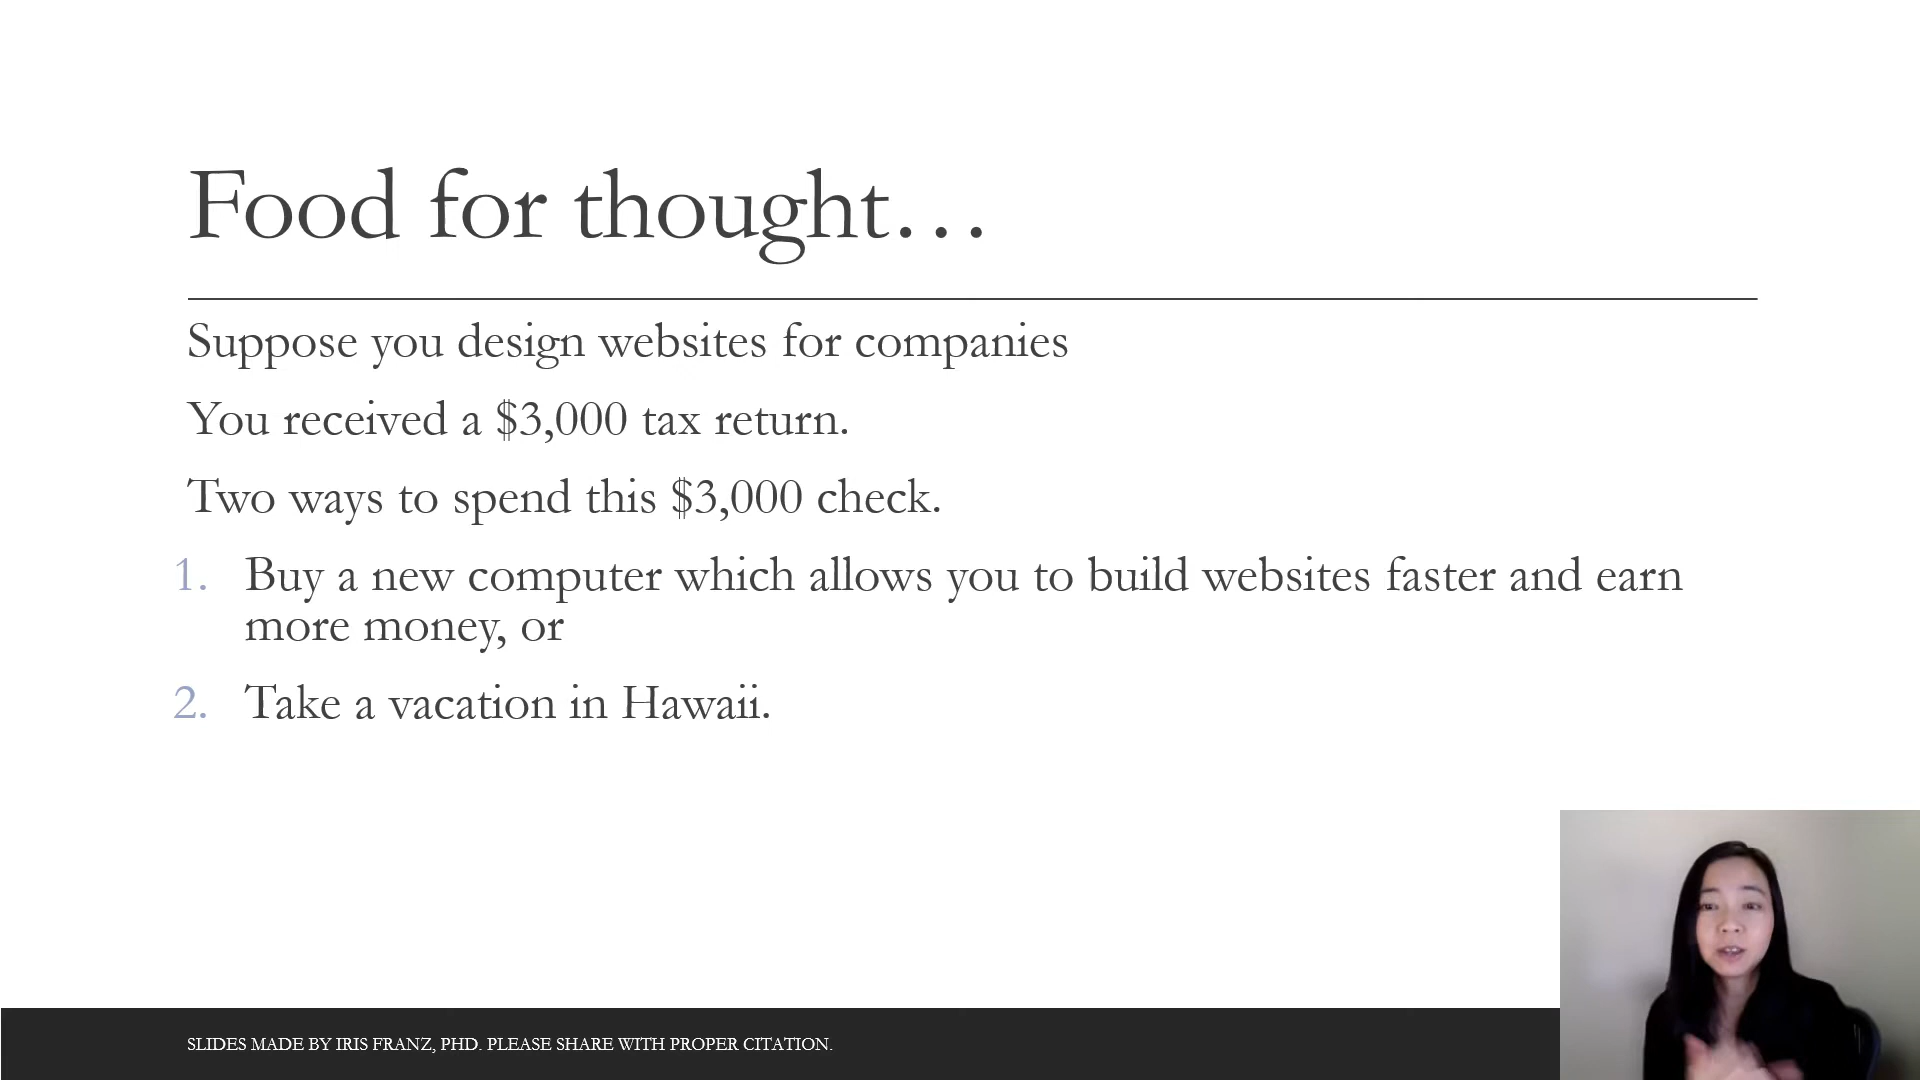 Food for thought…
Suppose you design websites for companies
You received a $3,000 tax return.
Two ways to spend this $3,000 check.
1. Buy a new computer which allows you to build websites faster and earn
more money, or
2. Take a vacation in Hawaii.
SLIDES MADE BY IRIS FRANZ, PHD. PLEASE SHARE WITH PROPER CITATION.